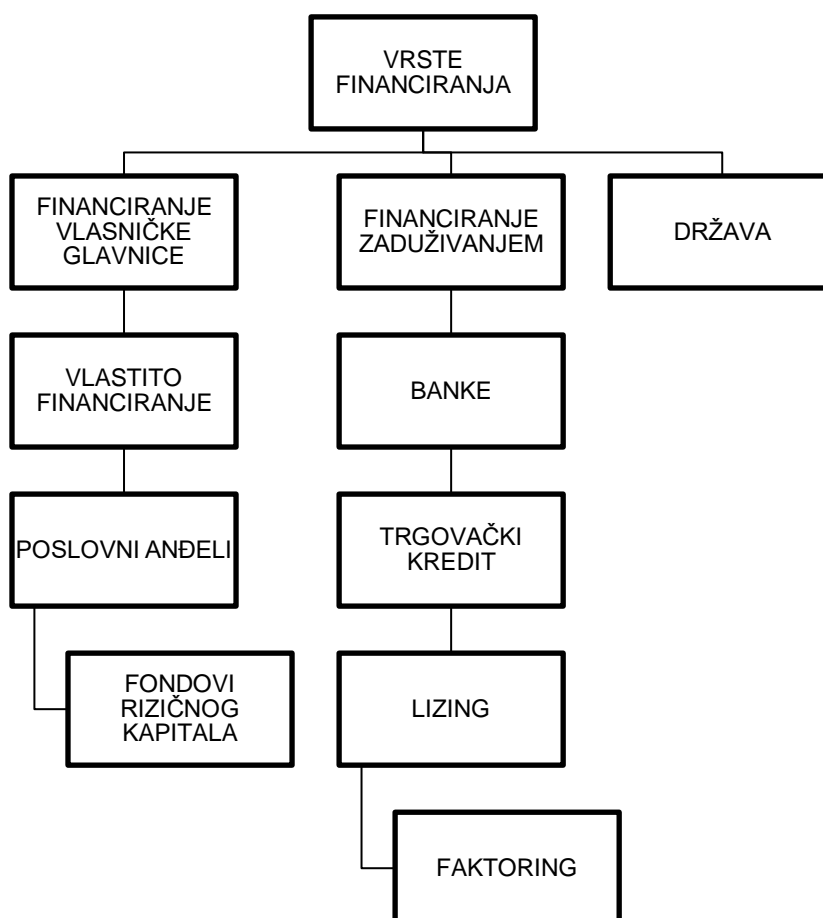 VRSTE
FINANCIRANJA
FINANCIRANJE
VLASNIČKE
GLAVNICE
FINANCIRANJE
ZADUŽIVANJEM
DRŽAVA
VLASTITO
FINANCIRANJE
BANKE
POSLOVNI ANĐELI
TRGOVAČKI
KREDIT
FONDOVI
RIZIČNOG
KAPITALA
LIZING
FAKTORING